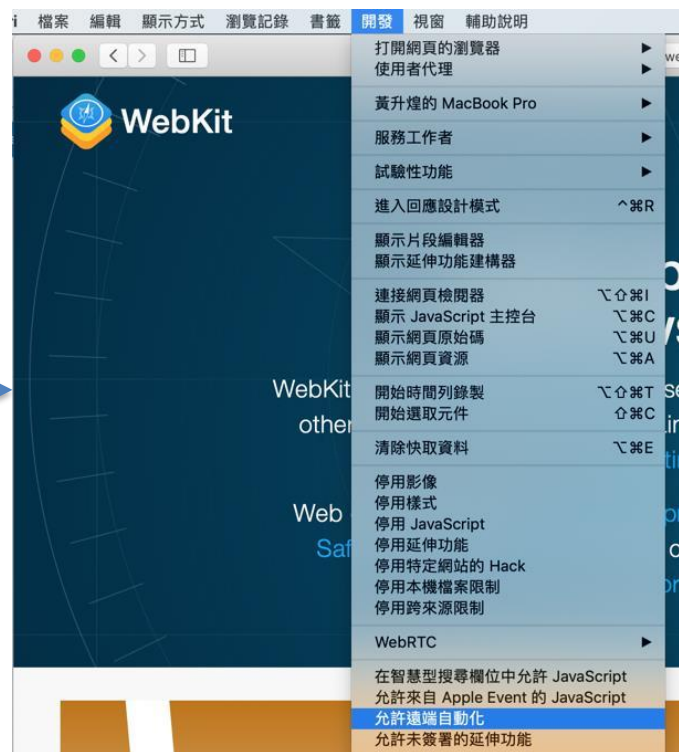 檔案 編輯 顯示方式 瀏覽記錄 書籤 開發 視窗 輔助說明
打開網頁的瀏覽器
使用者代理
黃升煌的 MacBook Pro
服務工作者
試驗性功能
進入回應設計模式 ^⌘R
顯示片段編輯器
顯示延伸功能建構器
連接網頁檢閱器 ⌥⇧⌘I
顯示 JavaScript 主控台 ⌥⌘C
顯示網頁原始碼 ⌥⌘U
顯示網頁資源 ⌥⌘A
開始時間列錄製 ⌥⇧⌘T
開始選取元件 ⇧⌘C
清除快取資料 ⌥⌘E
停用影像
停用樣式
停用 JavaScript
停用延伸功能
停用特定網站的 Hack
停用本機檔案限制
停用跨來源限制
WebRTC
在智慧型搜尋欄位中允許 JavaScript
允許來自 Apple Event 的 JavaScript
允許遠端自動化
允許未簽署的延伸功能
WebKit
WebKit
other
Web
Saf